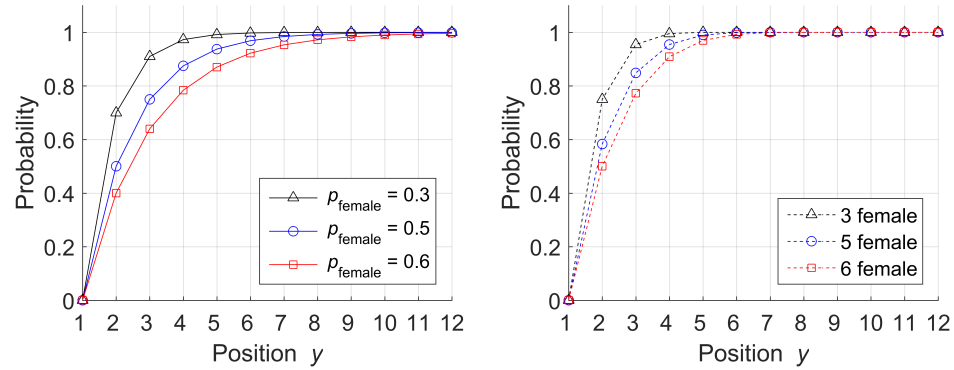 1
0.8
0.6
0.4
0.2
0
Probability
1 2 3 4 5 6 7 8 9 10 11 12
Position y
p_female = 0.3
p_female = 0.5
p_female = 0.6
1
0.8
0.6
0.4
0.2
0
Probability
1 2 3 4 5 6 7 8 9 10 11 12
Position y
3 female
5 female
6 female